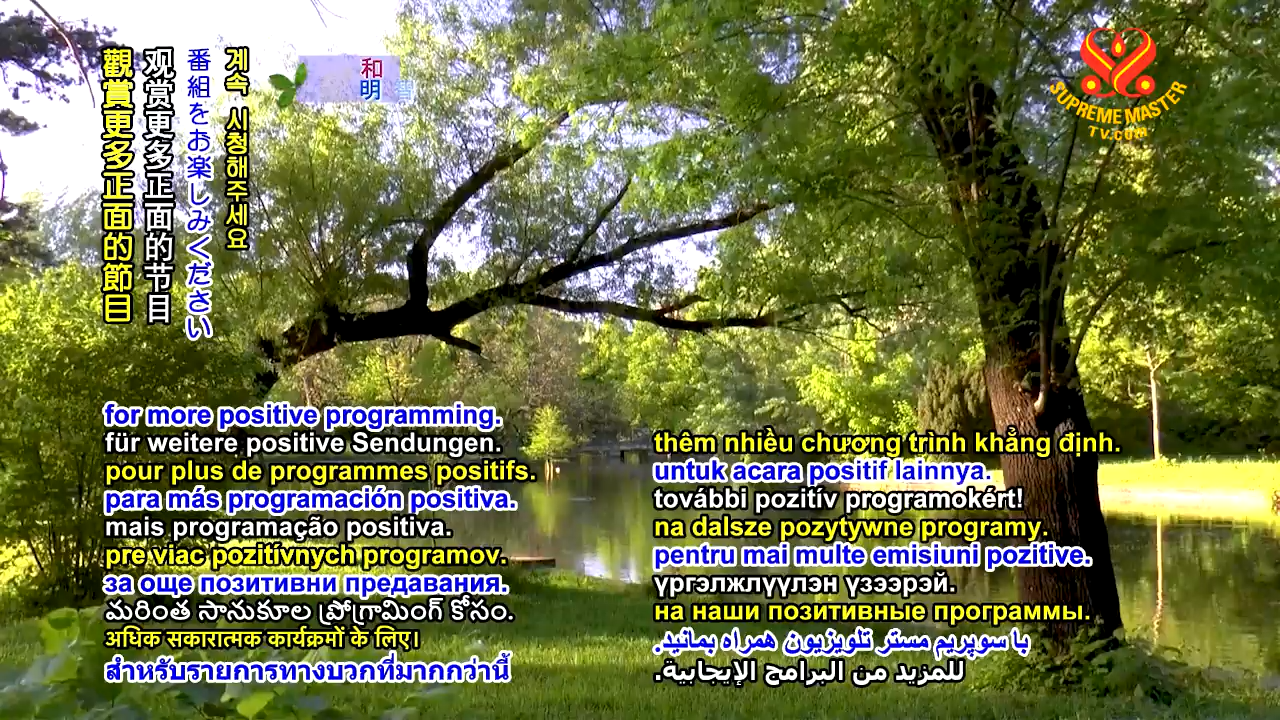 觀賞更多正面的節目
观赏更多正面的节目
番組をお楽しみください
계속 시청해주세요
和
明
SUPREME MASTER
TV.COM
for more positive programming.
für weitere positive Sendungen.
pour plus de programmes positifs.
para más programación positiva.
mais programação positiva.
pre viac pozitívnych programov.
за още позитивни предавания.
మరింత సానుకూల ప్రోగ్రామింగ్ కోసం.
अधिक सकारात्मक कार्यक्रमों के लिए।
สำหรับรายการทางบวกที่มากกว่านี้
thêm nhiều chương trình khẳng định.
untuk acara positif lainnya.
további pozitív programokért!
na dalsze pozytywne programy.
pentru mai multe emisiuni pozitive.
үргэлжлүүлэн үзээрэй.
на наши позитивные программы.
با سوپریم مستر تلویزیون همراه بمانید.
للمزيد من البرامج الإيجابية.